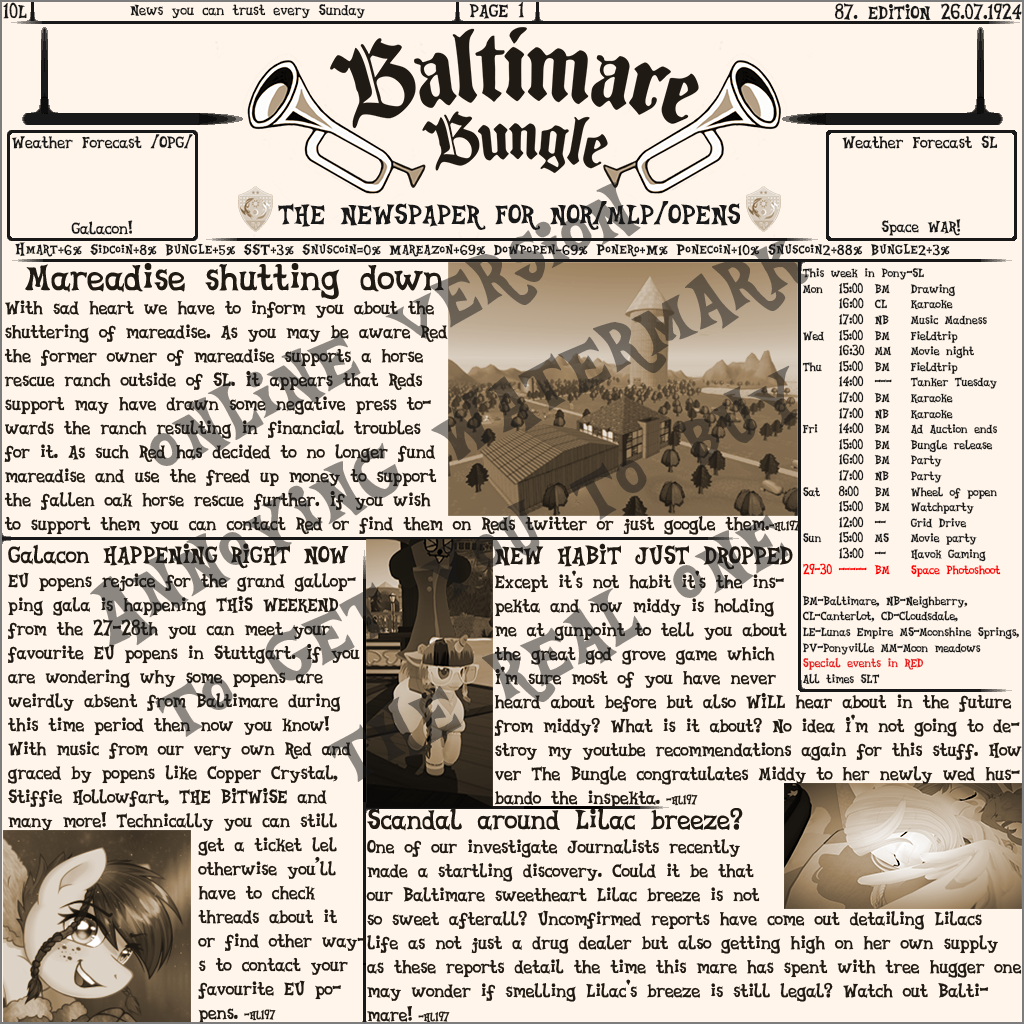 10L
News you can trust every Sunday
PAGE 1
87. EDiTiON 26.07.1924
Baltimare
Bungle
THE NEWSPAPER FOR NOR/MLP/OPENS
Weather Forecast /OPG/
Galacon!
Weather Forecast SL
Space WAR!
HMART+6% SIDCOIN+8% BUNGLE+5% SST+3% SNUSCOIN=0% MAREAZON+69% DOWPOPEN-69% PONERO+M% PONECOIN+10% SNUSCOIN2+88% BUNGLE2+3%
Mareadise shutting down
With sad heart we have to inform you about the
shuttering of mareadise. As you may be aware Red
the former owner of mareadise supports a horse
rescue ranch outside of SL. it appears that Reds
support may have drawn some negative press to-
wards the ranch resulting in financial troubles
for it. As such Red has decided to no longer fund
mareadise and use the freed up money to support
the fallen oak horse rescue further. if you wish
to support them you can contact Red or find them on Reds twitter or just google them.-HL197
This week in Pony-SL
Mon 15:00 BM Drawing
16:00 CL Karaoke
17:00 NB Music Madness
Wed 15:00 BM Fieldtrip
16:30 MM Movie night
Thu 15:00 BM Fieldtrip
14:00 --- Tanker Tuesday
17:00 BM Karaoke
17:00 NB Karaoke
Fri 14:00 BM Ad Auction ends
15:00 BM Bungle release
16:00 BM Party
17:00 NB Party
Sat 8:00 BM Wheel of popen
15:00 BM Watchparty
12:00 -- Grid Drive
Sun 15:00 MS Movie party
13:00 -- Havok Gaming
29-30 ---- BM Space Photoshoot
BM-Baltimare, NB-Neighberry,
CL-Canterlot, CD-Cloudsdale,
LE-Lunas Empire MS-Moonshine Springs,
PV-Ponyville MM-Moon meadows
Special events in RED
All times SLT
Galacon HAPPENiNG RiGHT NOW
EU popens rejoice for the grand gallop-
ping gala is happening THiS WEEKEND
from the 27-28th you can meet your
favourite EU popens in Stuttgart. if you
are wondering why some popens are
weirdly absent from Baltimare during
this time period then now you know!
With music from our very own Red and
graced by popens like Copper Crystal,
Stiffie Hollowfart, THE BiTWiSE and
many more! Technically you can still
get a ticket lel
otherwise you'll
have to check
threads about it
or find other way-
s to contact your
favourite EU po-
pens. -HL197
NEW HABiT JUST DROPPED
Except it's not habit it's the ins-
pekta and now middy is holding
me at gunpoint to tell you about
the great god grove game which
i'm sure most of you have never
heard about before but also WiLL hear about in the future
from middy? What is it about? No idea i'm not going to de-
stroy my youtube recommendations again for this stuff. How
ver The Bungle congratulates Middy to her newly wed hus-
bando the inspekta. -HL197
Scandal around Lilac breeze?
One of our investigate Journalists recently
made a startling discovery. Could it be that
our Baltimare sweetheart Lilac breeze is not
so sweet afterall? Uncomfirmed reports have come out detailing Lilacs
life as not just a drug dealer but also getting high on her own supply
as these reports detail the time this mare has spent with tree hugger one
may wonder if smelling Lilac's breeze is still legal? Watch out Balti-
mare! -HL197
ONLiNE VERSiON
ANNOYiNG WATERMARK
To GET YOU To BUY
THE REAL ONE